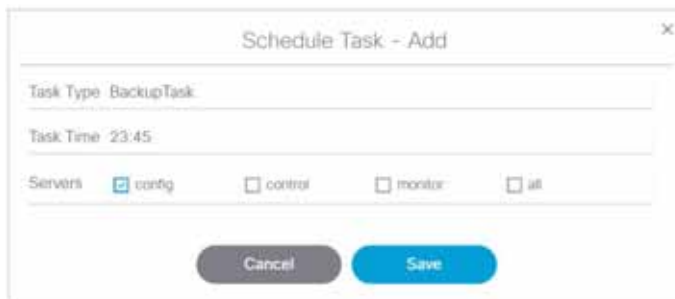 Schedule Task - Add
Task Type BackupTask
Task Time 23:45
Servers config control monitor all
Cancel Save